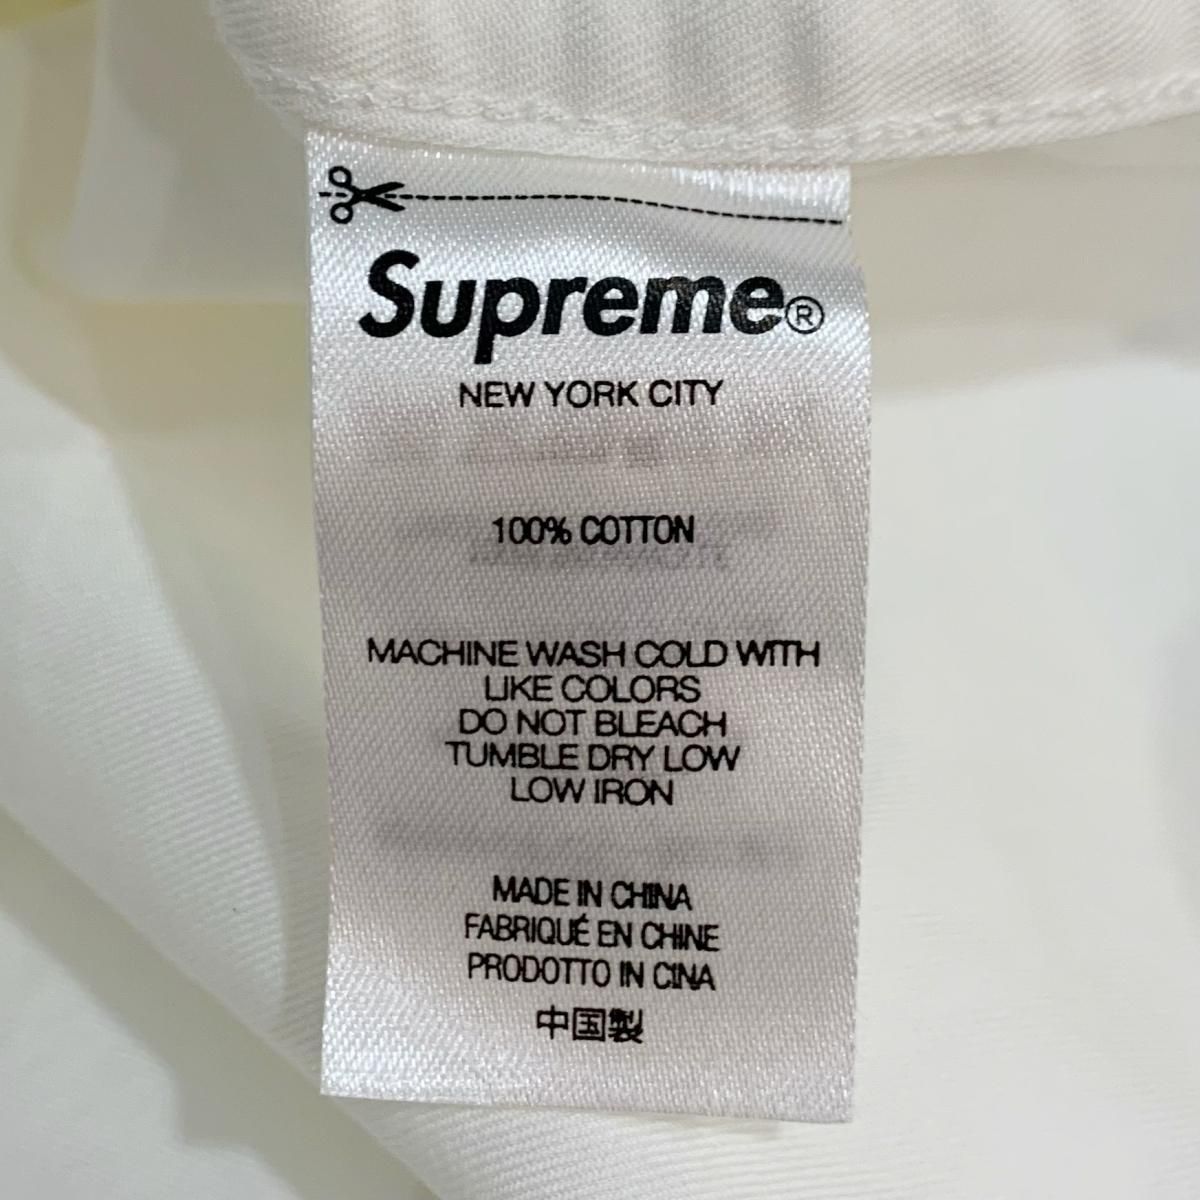 Supreme®
NEW YORK CITY
100% COTTON
MACHINE WASH COLD WITH
LIKE COLORS
DO NOT BLEACH
TUMBLE DRY LOW
LOW IRON
MADE IN CHINA
FABRIQUÉ EN CHINE
PRODOTTO IN CINA
中国製